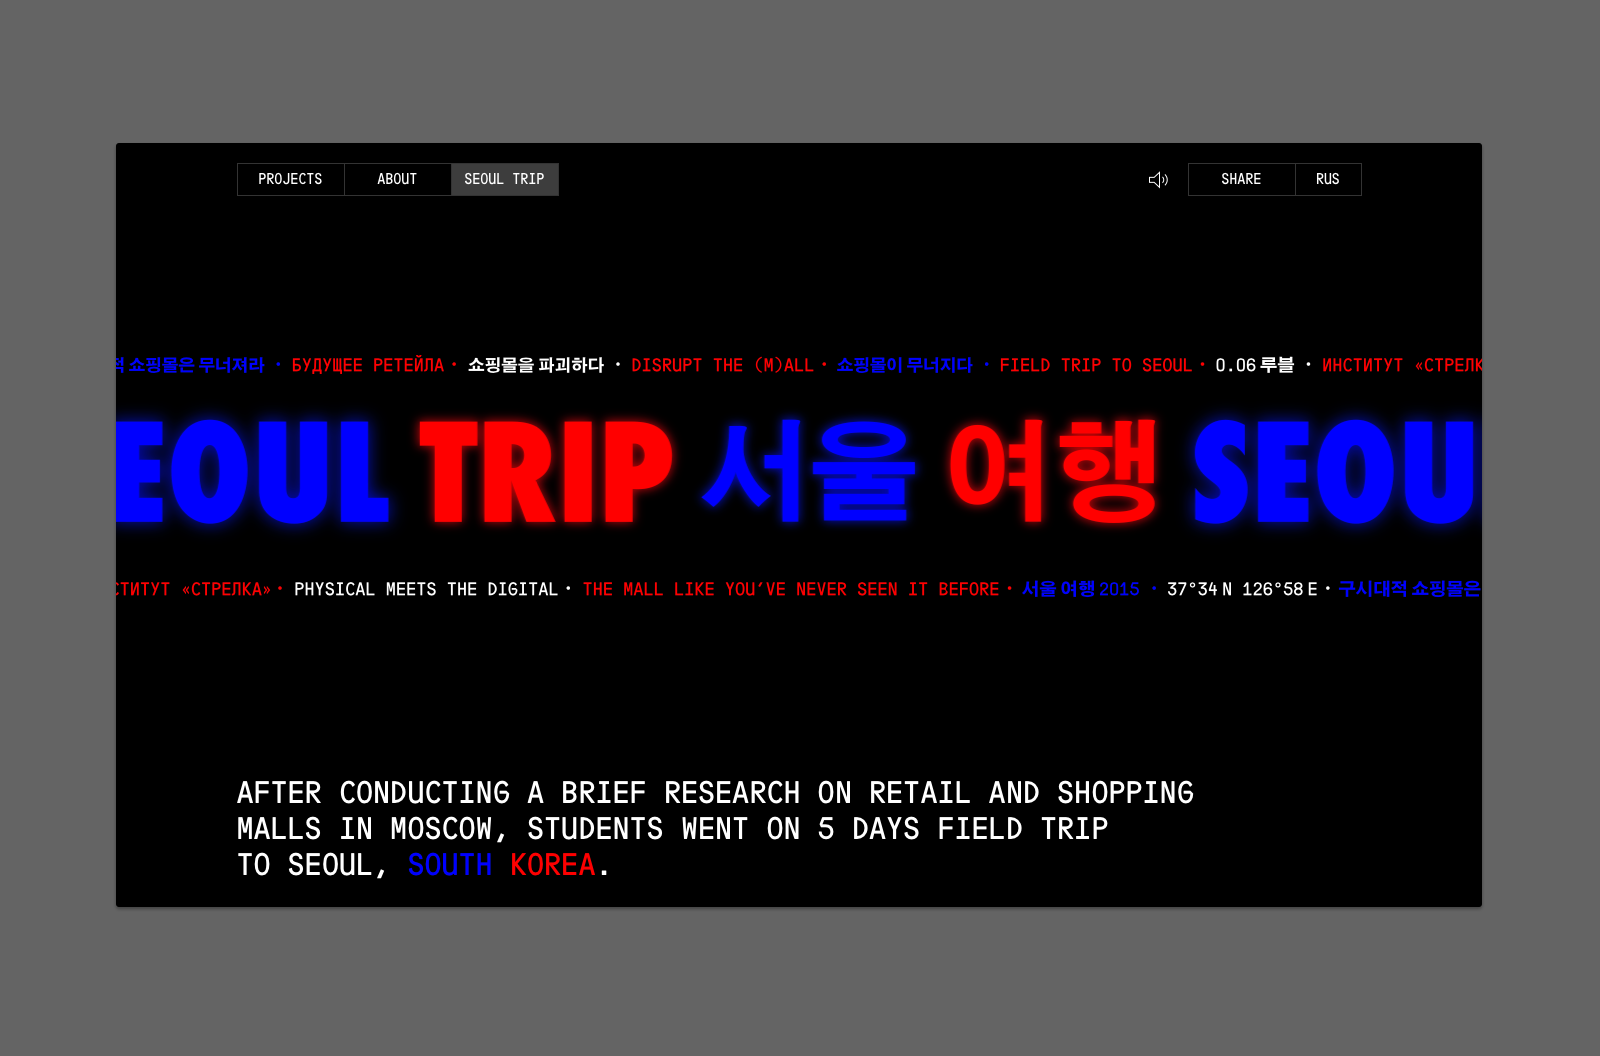 PROJECTS ABOUT SEOUL TRIP SHARE RUS
쇼핑몰은 무너져라 · БУДУЩЕЕ РЕТЕЙЛА · 쇼핑몰을 파괴하다 · DISRUPT THE (M)ALL · 쇼핑몰이 무너지다 · FIELD TRIP TO SEOUL · 0.06 루블 · ИНСТИТУТ «СТРЕЛК
EOUL TRIP 서울 여행 SEOU
СТИТУТ «СТРЕЛКА» · PHYSICAL MEETS THE DIGITAL · THE MALL LIKE YOU’VE NEVER SEEN IT BEFORE · 서울 여행 2015 · 37°34 N 126°58 E · 구시대적 쇼핑몰은
AFTER CONDUCTING A BRIEF RESEARCH ON RETAIL AND SHOPPING
MALLS IN MOSCOW, STUDENTS WENT ON 5 DAYS FIELD TRIP
TO SEOUL, SOUTH KOREA.